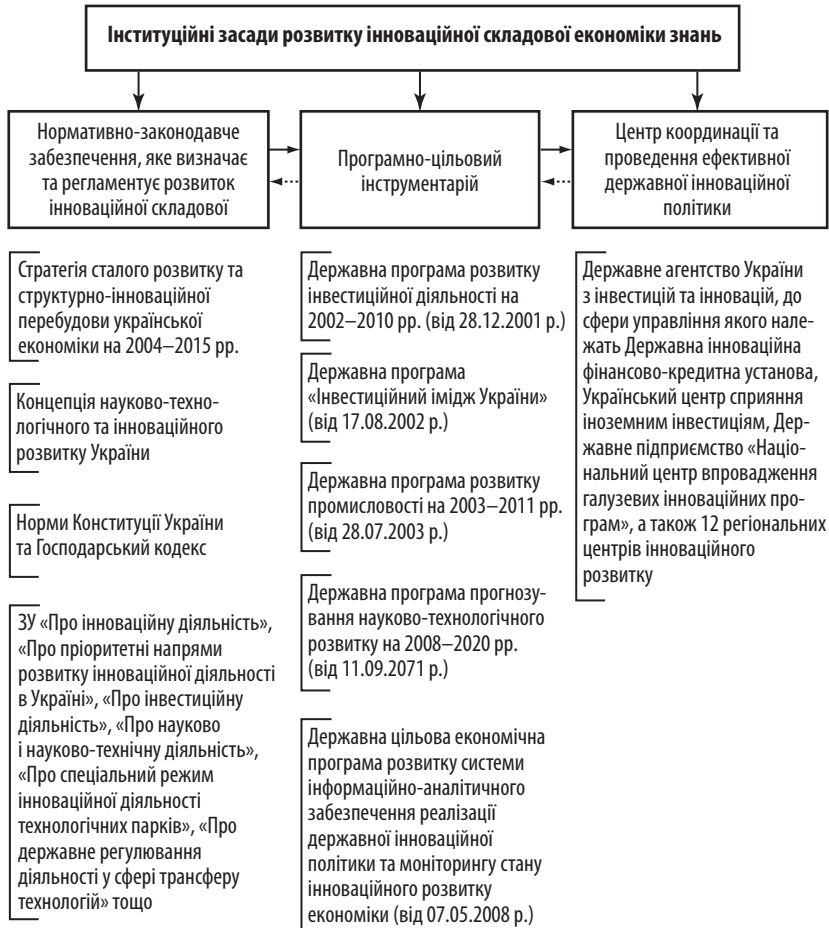 Інституційні засади розвитку інноваційної складової економіки знань
Нормативно-законодавче
забезпечення, яке визначає
та регламентує розвиток
інноваційної складової
Програмно-цільовий
інструментарій
Центр координації та
проведення ефективної
державної інноваційної
політики
Стратегія сталого розвитку та
структурно-інноваційної
перебудови української
економіки на 2004–2015 рр.
Концепція науково-техно-
логічного та інноваційного
розвитку України
Норми Конституції України
та Господарський кодекс
ЗУ «Про інноваційну діяльність»,
«Про пріоритетні напрями
розвитку інноваційної діяльності
в Україні», «Про інвестиційну
діяльність», «Про науково
і науково-технічну діяльність»,
«Про спеціальний режим
інноваційної діяльності
технологічних парків», «Про
державне регулювання
діяльності у сфері трансферу
технологій» тощо
Державна програма розвитку
інвестиційної діяльності на
2002–2010 рр. (від 28.12.2001 р.)
Державна програма
«Інвестиційний імідж України»
(від 17.08.2002 р.)
Державна програма розвитку
промисловості на 2003–2011 рр.
(від 28.07.2003 р.)
Державна програма прогнозу-
вання науково-технологічного
розвитку на 2008–2020 рр.
(від 11.09.2071 р.)
Державна цільова економічна
програма розвитку системи
інформаційно-аналітичного
забезпечення реалізації
державної інноваційної
політики та моніторингу стану
інноваційного розвитку
економіки (від 07.05.2008 р.)
Державне агентство України
з інвестицій та інновацій, до
сфери управління якого нале-
жать Державна інноваційна
фінансово-кредитна установа,
Український центр сприяння
іноземним інвестиціям, Дер-
жавне підприємство «Націо-
нальний центр впровадження
галузевих інноваційних про-
грам», а також 12 регіональних
центрів інноваційного
розвитку